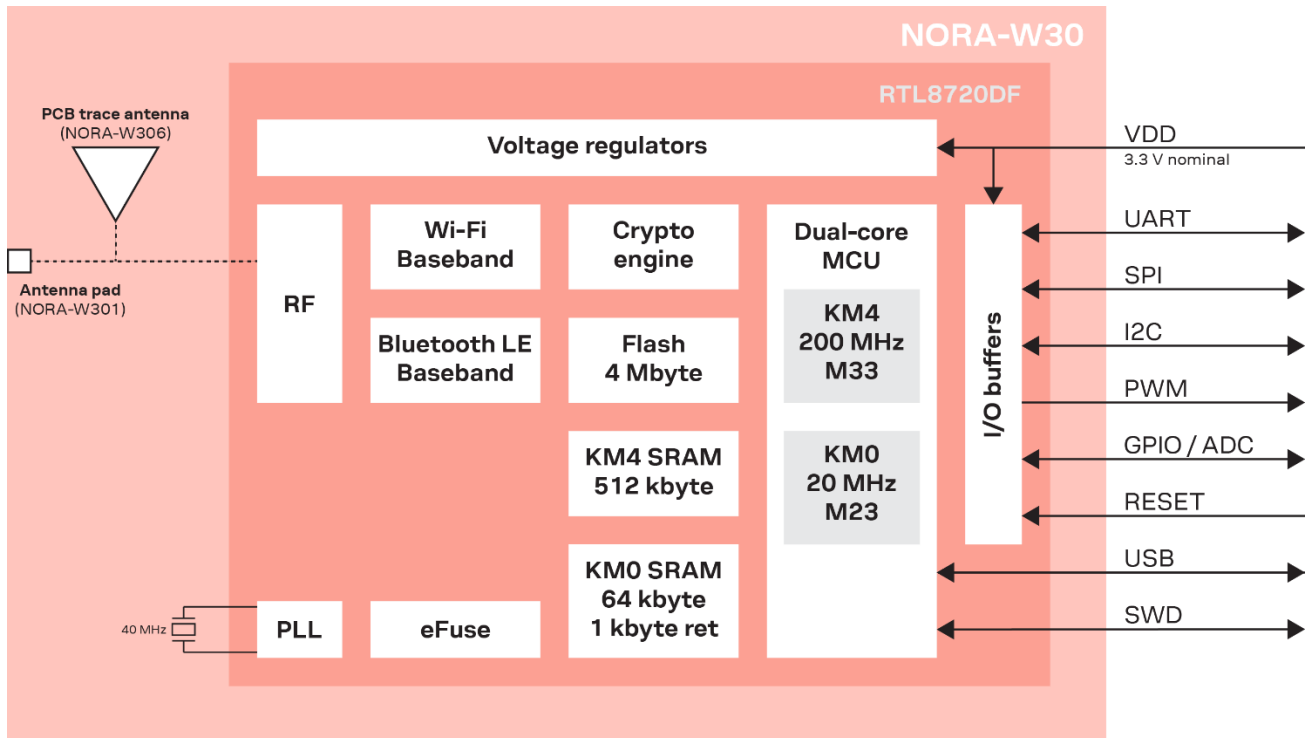 NORA-W30
RTL8720DF
PCB trace antenna
(NORA-W306)
Antenna pad
(NORA-W301)
Voltage regulators
RF
Wi-Fi
Baseband
Crypto
engine
Dual-core
MCU
KM4
200 MHz
M33
Bluetooth LE
Baseband
Flash
4 Mbyte
KM4 SRAM
512 kbyte
KM0
20 MHz
M23
KM0 SRAM
64 kbyte
1 kbyte ret
40 MHz
PLL
eFuse
I/O buffers
VDD
3.3 V nominal
UART
SPI
I2C
PWM
GPIO / ADC
RESET
USB
SWD